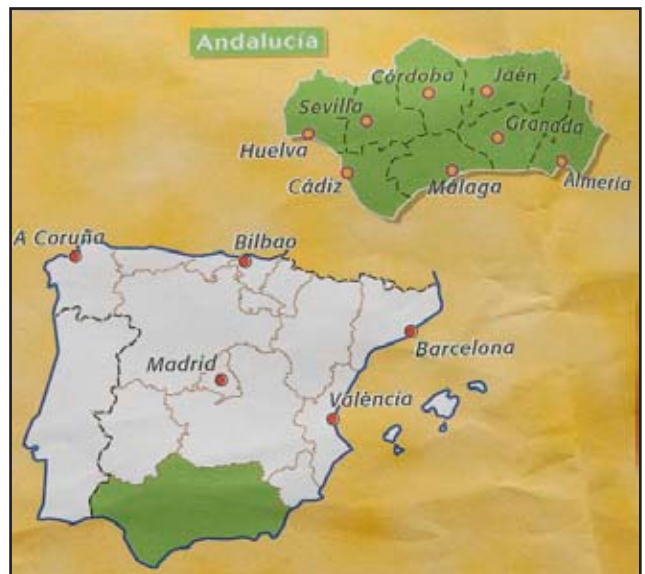 Andalucía
Córdoba
Jaén
Sevilla
Granada
Huelva
Cádiz
Málaga
Almería
A Coruña
Bilbao
Madrid
Barcelona
València